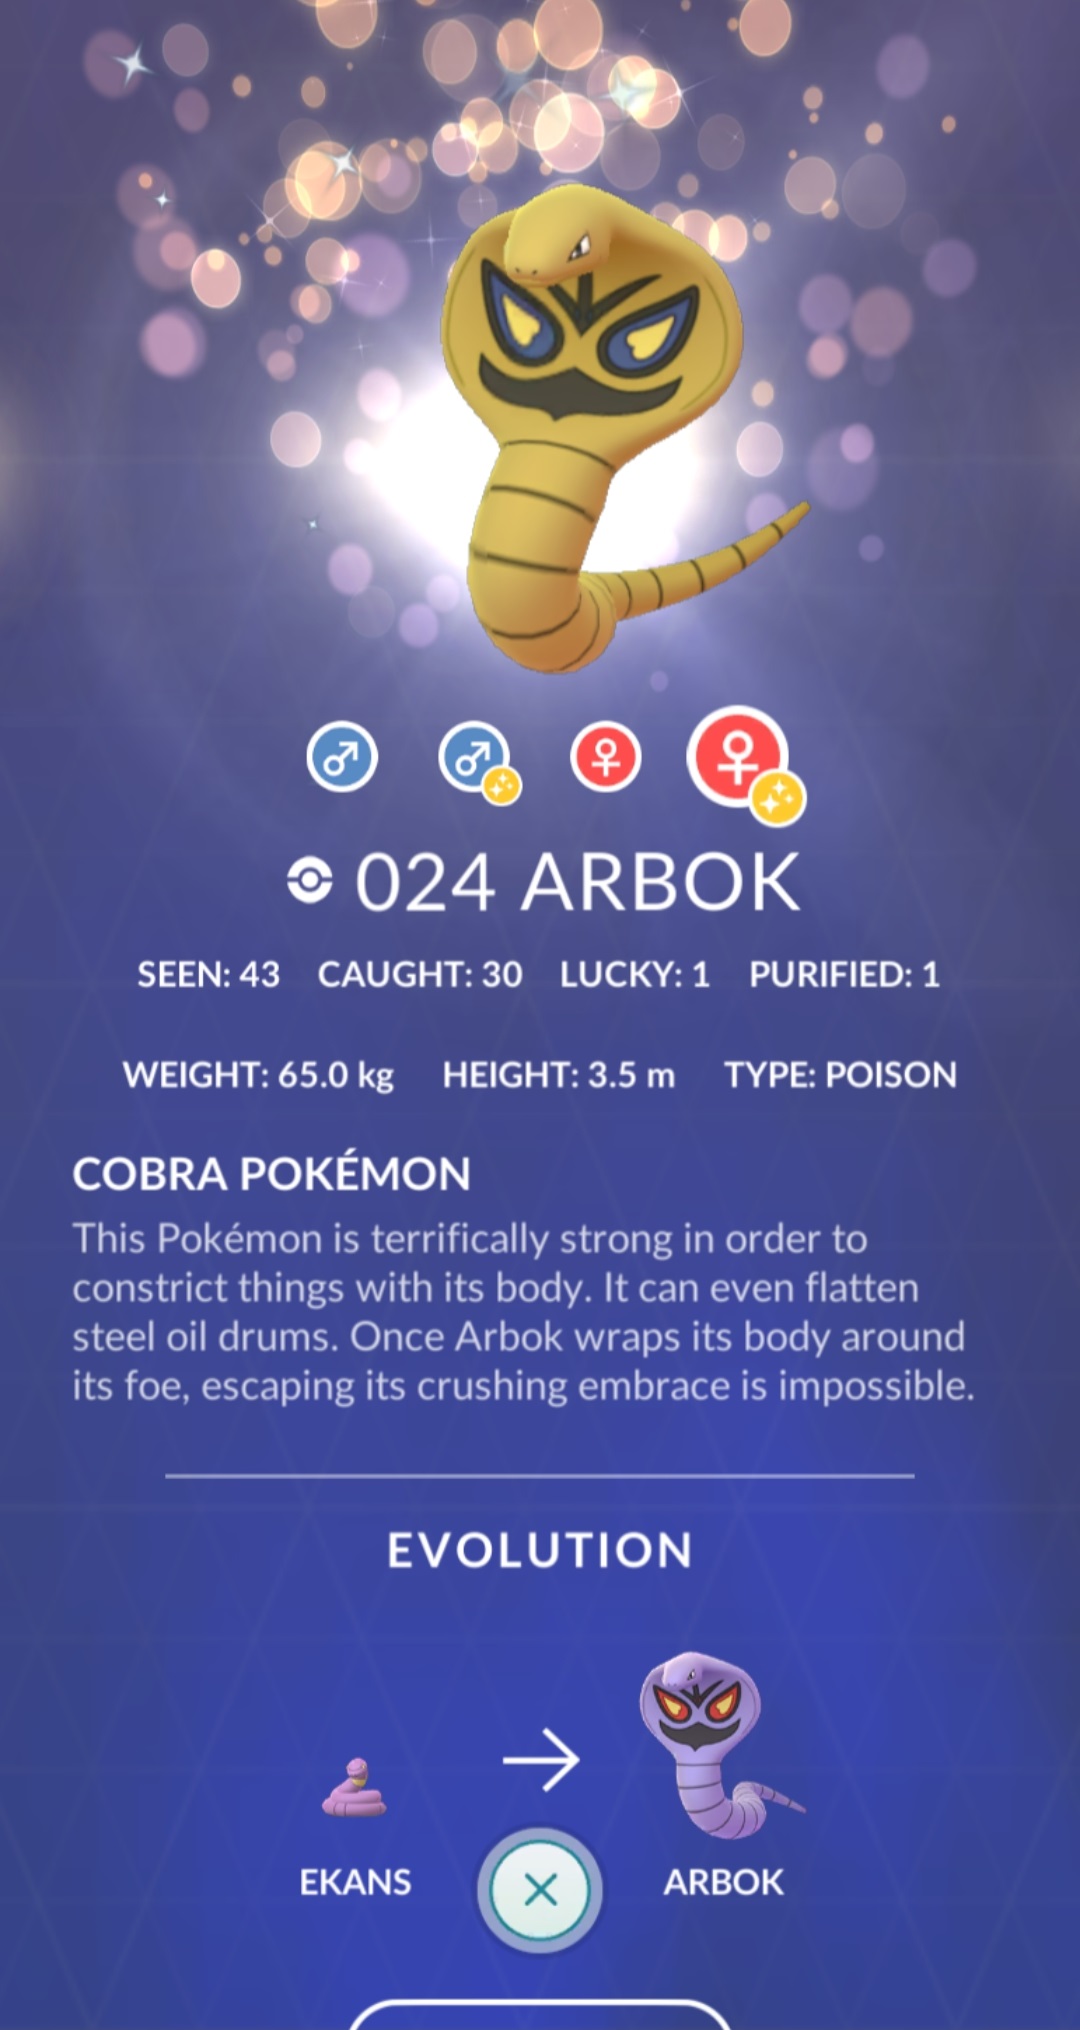 024 ARBOK
SEEN: 43 CAUGHT: 30 LUCKY: 1 PURIFIED: 1
WEIGHT: 65.0 kg HEIGHT: 3.5 m TYPE: POISON
COBRA POKÉMON
This Pokémon is terrifically strong in order to
constrict things with its body. It can even flatten
steel oil drums. Once Arbok wraps its body around
its foe, escaping its crushing embrace is impossible.
EVOLUTION
EKANS ARBOK